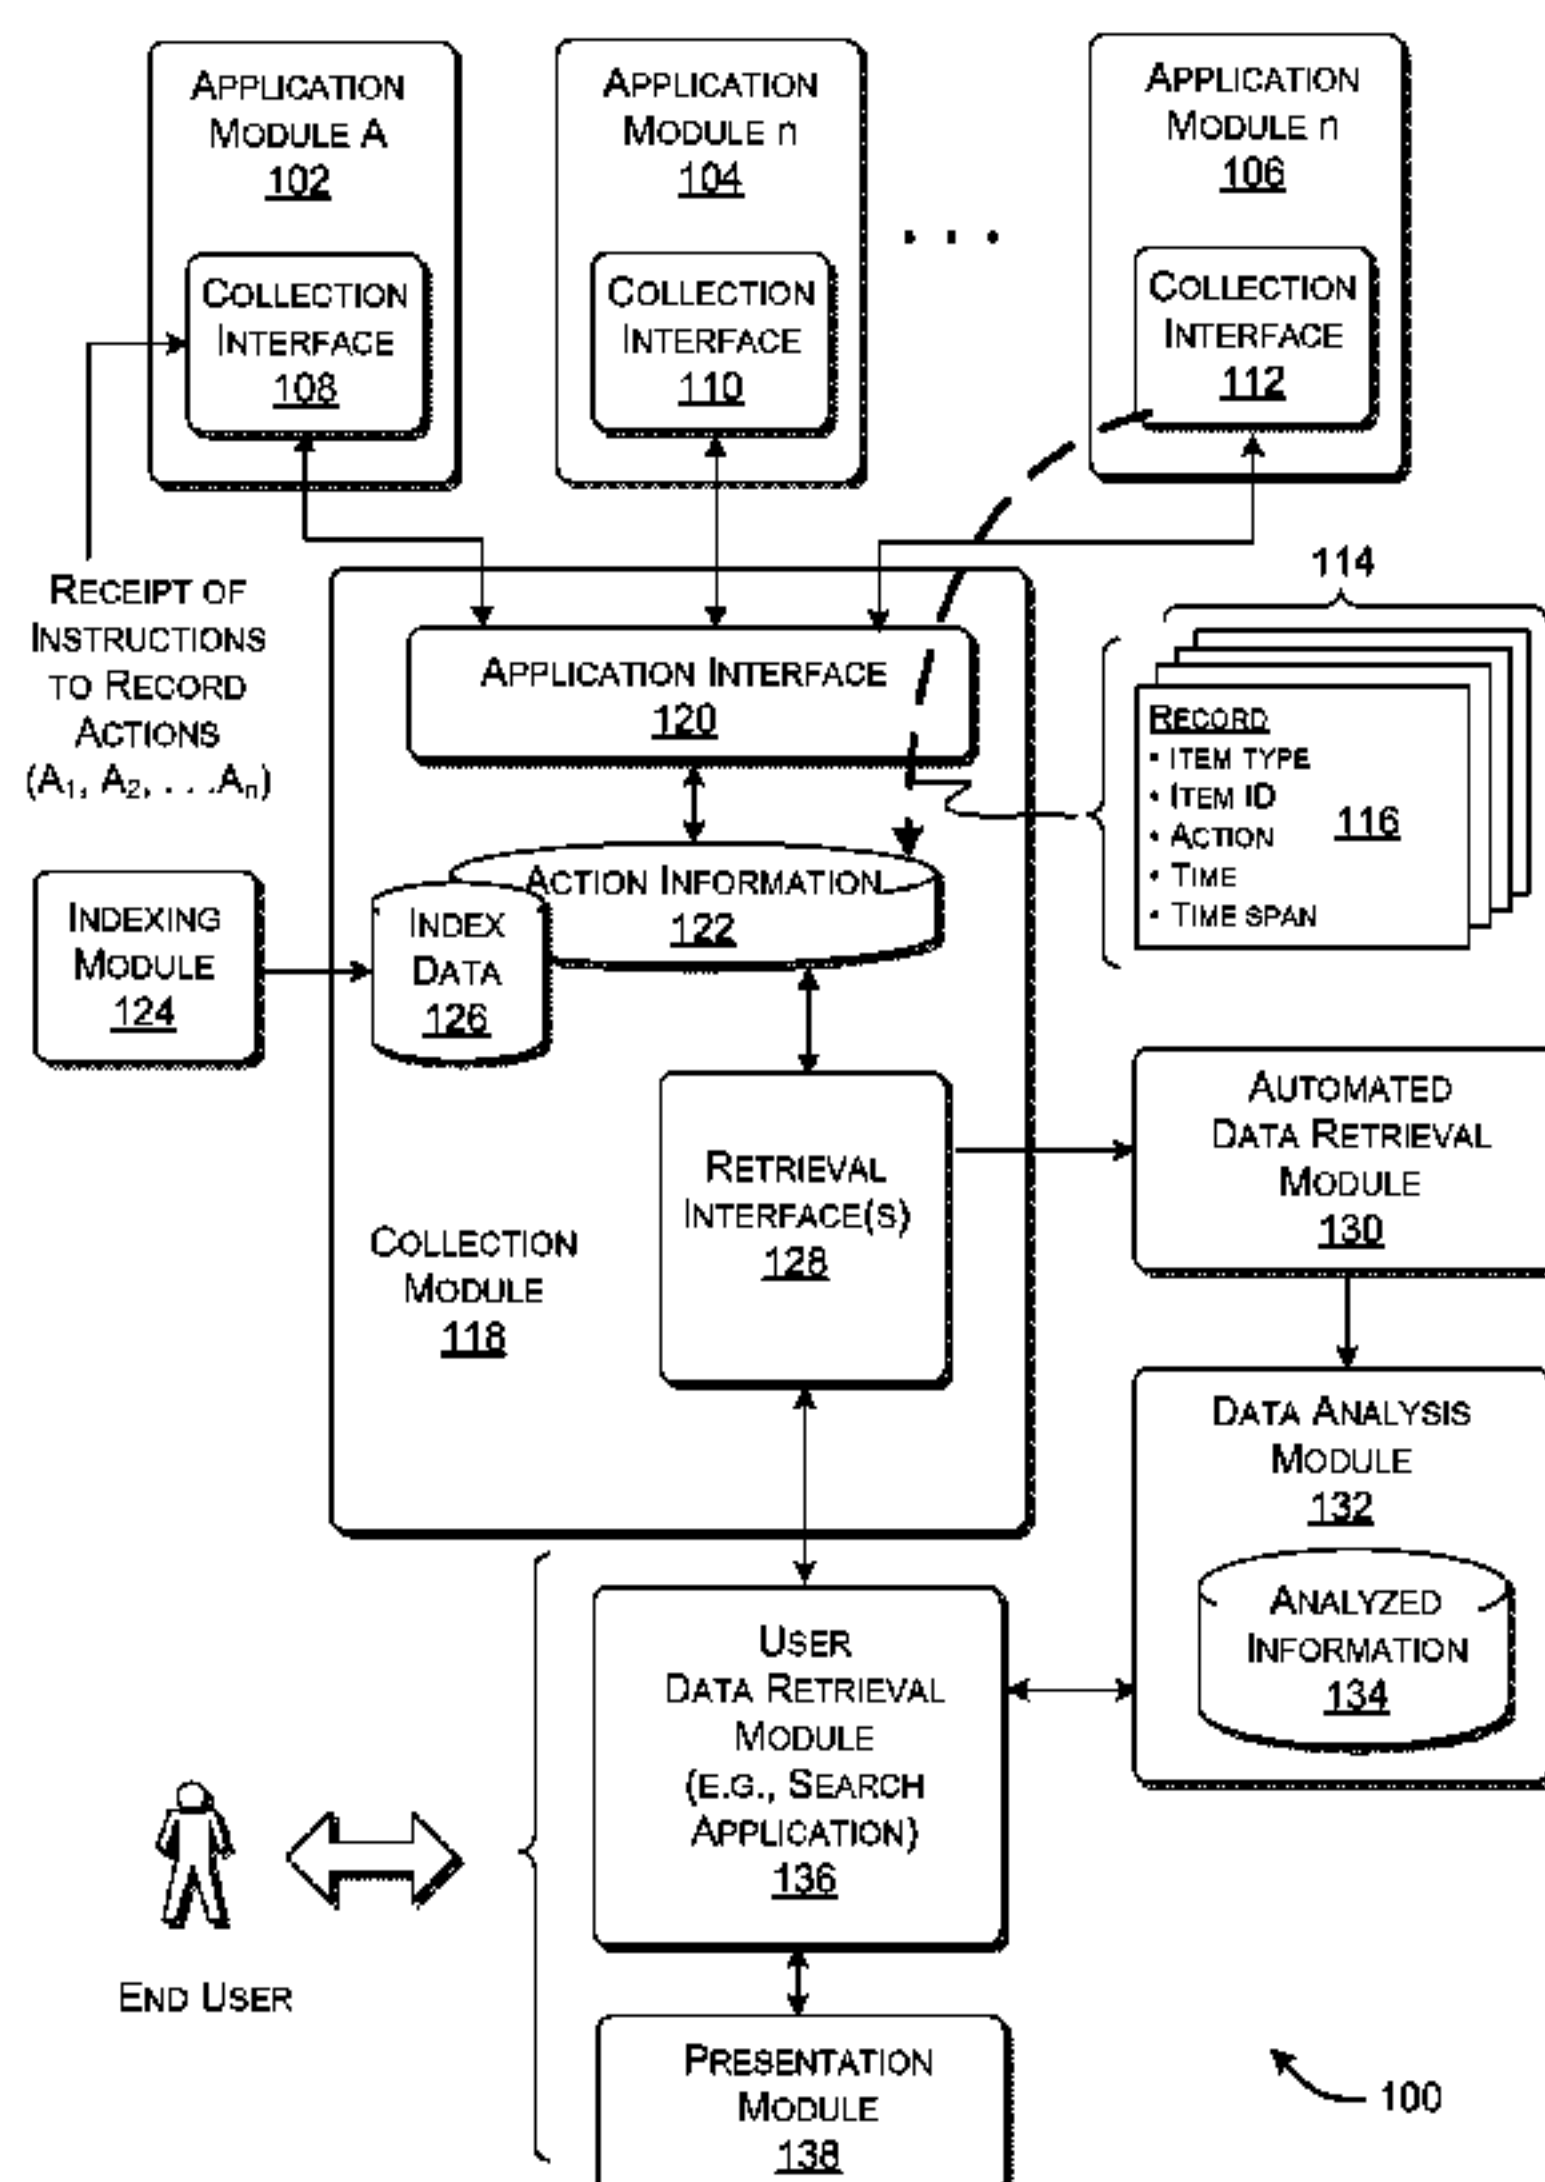 APPLICATION
MODULE A
102
COLLECTION
INTERFACE
108
APPLICATION
MODULE n
104
COLLECTION
INTERFACE
110
. . .
APPLICATION
MODULE n
106
COLLECTION
INTERFACE
112
RECEIPT OF
INSTRUCTIONS
TO RECORD
ACTIONS
(A1, A2, . . .An)
APPLICATION INTERFACE
120
114
RECORD
• ITEM TYPE
• ITEM ID
• ACTION
• TIME
• TIME SPAN
116
ACTION INFORMATION
122
INDEXING
MODULE
124
INDEX
DATA
126
RETRIEVAL
INTERFACE(S)
128
COLLECTION
MODULE
118
AUTOMATED
DATA RETRIEVAL
MODULE
130
DATA ANALYSIS
MODULE
132
ANALYZED
INFORMATION
134
USER
DATA RETRIEVAL
MODULE
(E.G., SEARCH
APPLICATION)
136
END USER
PRESENTATION
MODULE
138
100